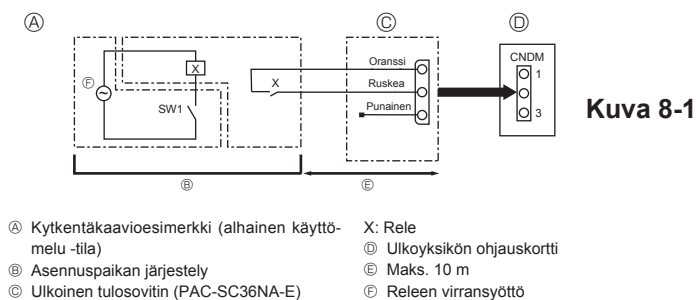 Ⓐ
Ⓒ
Ⓓ
Oranssi
CNDM
X
1
Ⓕ
X
Ruskea
SW1
Punainen
3
Kuva 8-1
Ⓑ
Ⓔ
Ⓐ Kytkentäkaavioesimerkki (alhainen käyttö-
melu -tila)
Ⓑ Asennuspaikan järjestely
Ⓒ Ulkoinen tulosovitin (PAC-SC36NA-E)
X: Rele
Ⓓ Ulkoyksikön ohjauskortti
Ⓔ Maks. 10 m
Ⓕ Releen virransyöttö